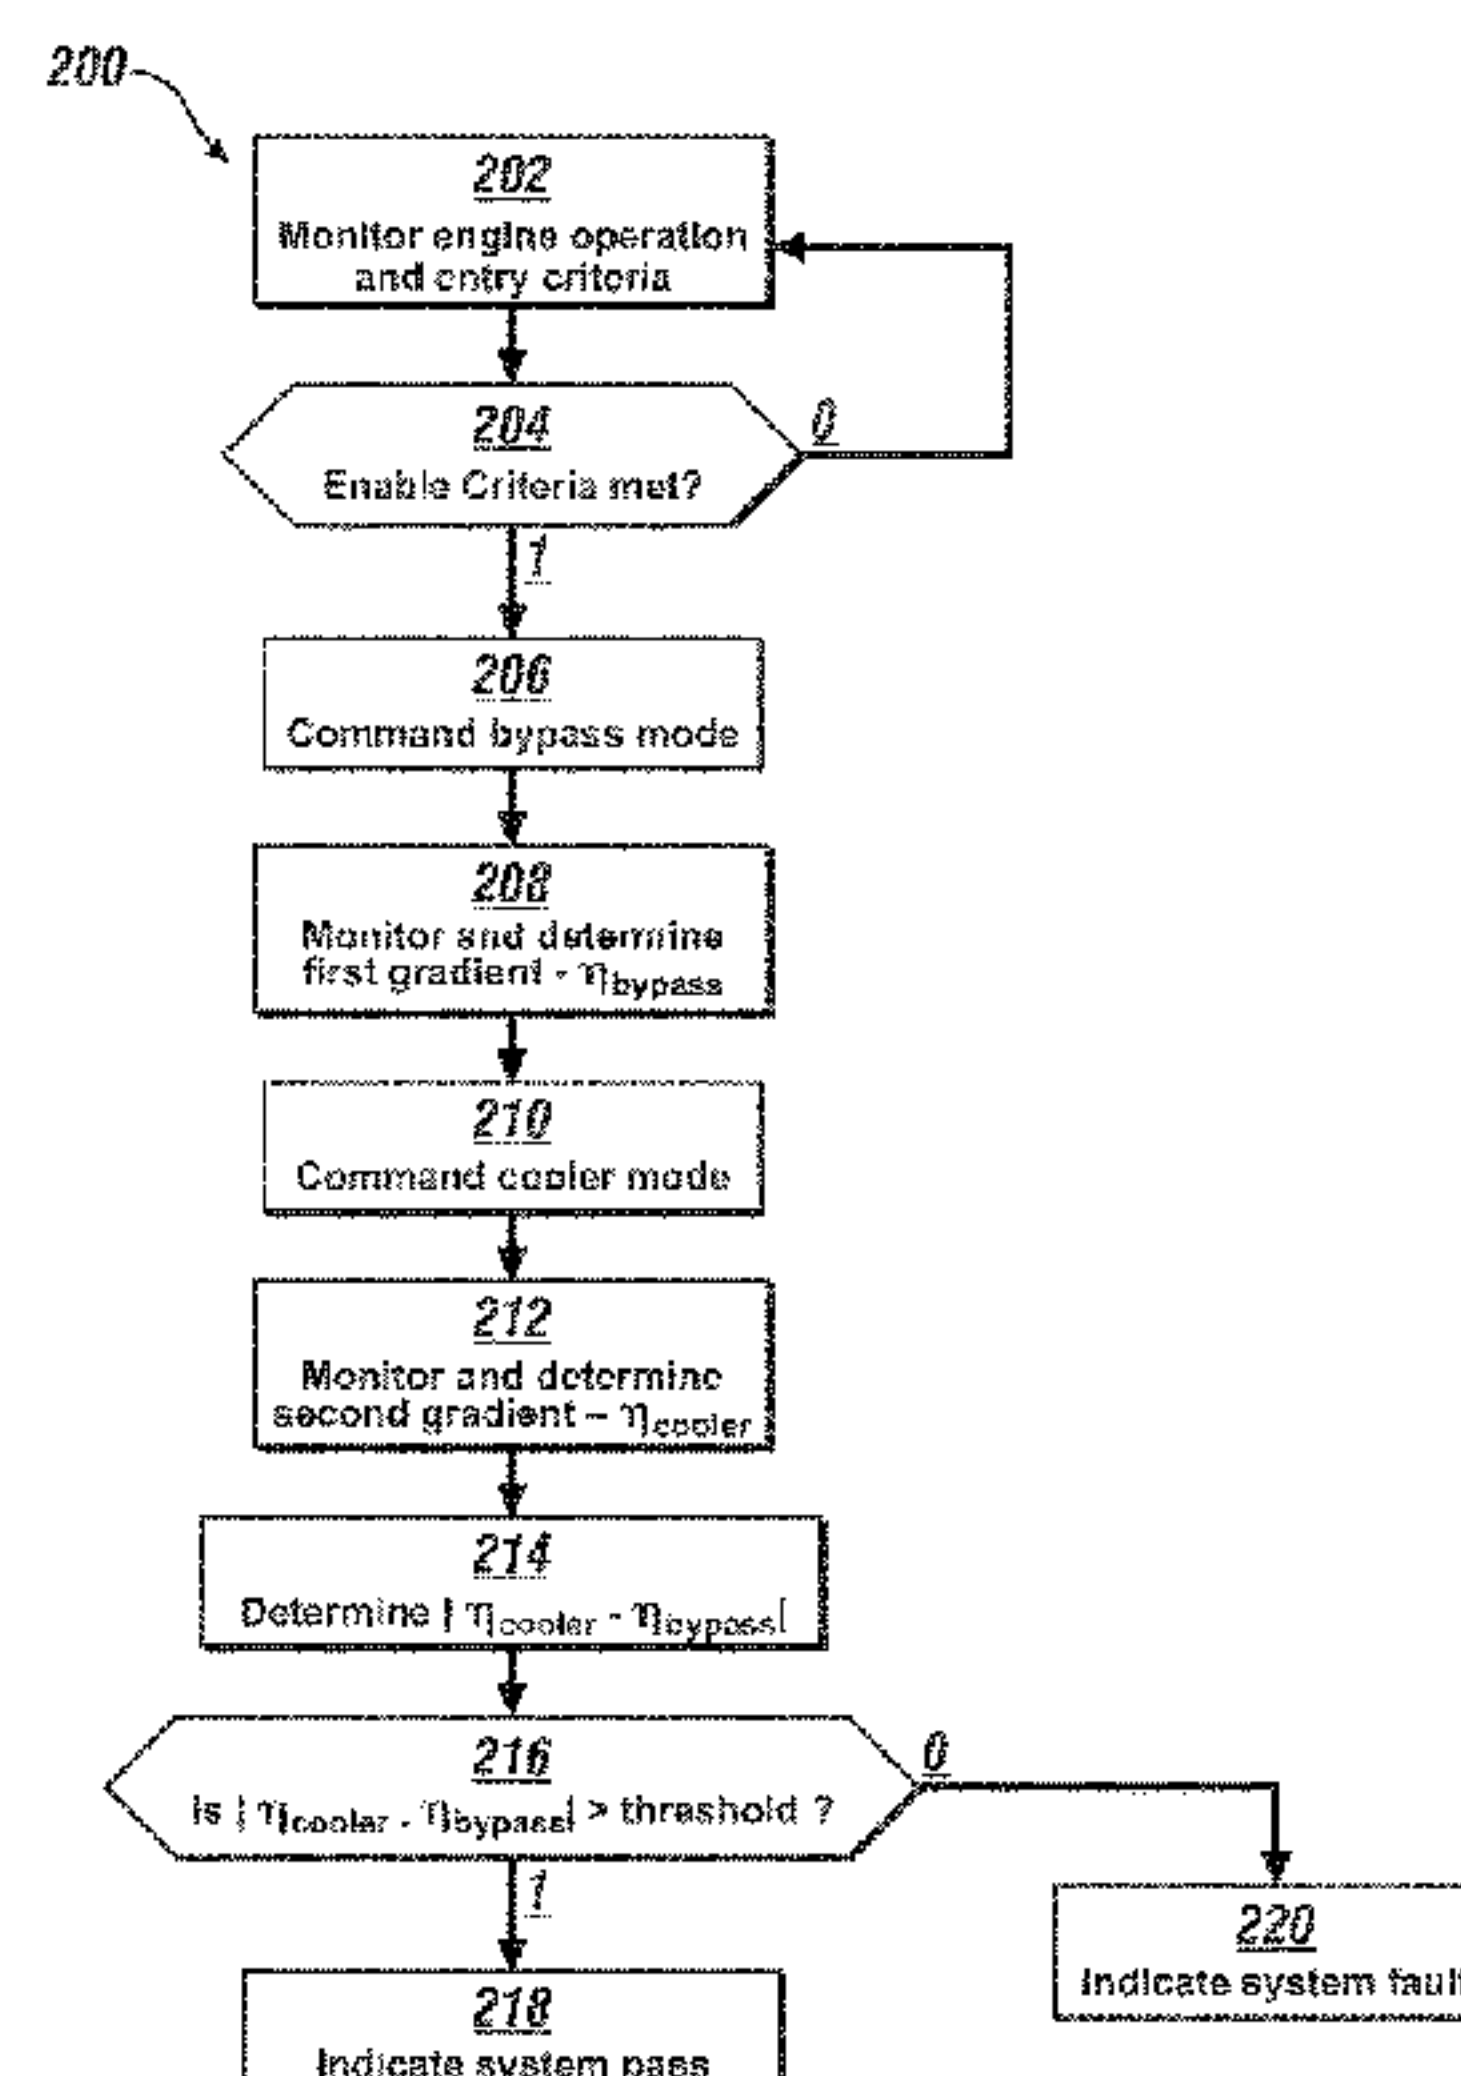 200
202
Monitor engine operation
and entry criteria
204
Enable Criteria met?
0
1
206
Command bypass mode
208
Monitor and determine
first gradient - ηbypass
210
Command cooler mode
212
Monitor and determine
second gradient – ηcooler
214
Determine | ηcooler - ηbypass|
216
Is | ηcooler - ηbypass| > threshold ?
0
1
220
Indicate system fault
218
Indicate system pass